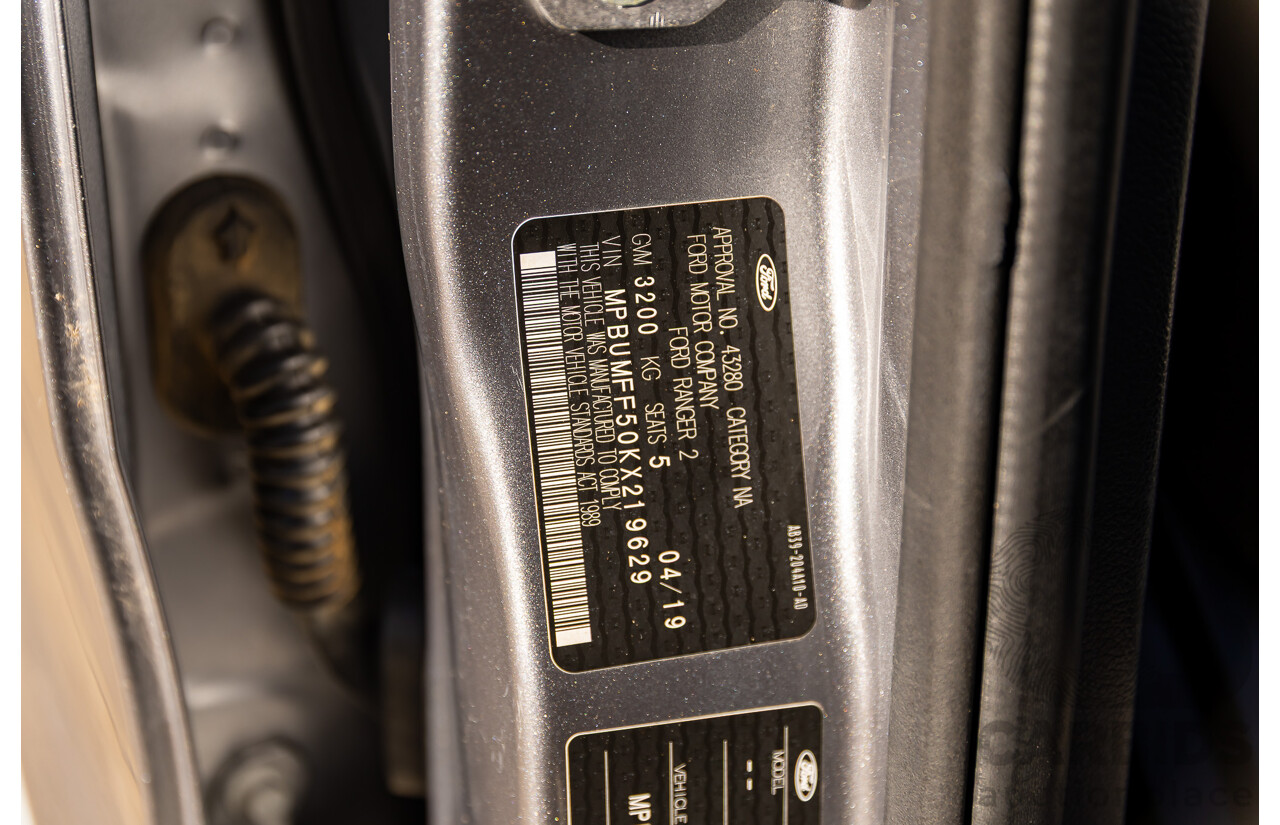 Ford
AB39-204A10-AD
APPROVAL NO. 43280 CATEGORY NA
FORD MOTOR COMPANY
FORD RANGER 2
04/19
GVM 3200 KG SEATS 5
VIN MPBUMFF50KX219629
THIS VEHICLE WAS MANUFACTURED TO COMPLY
WITH THE MOTOR VEHICLE STANDARDS ACT 1989
Ford
MODEL
--
VEHICLE